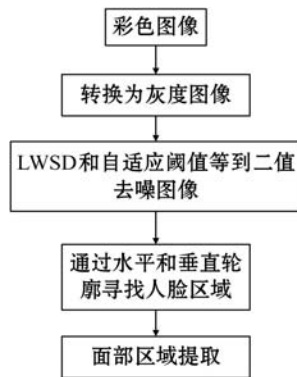 彩色图像
转换为灰度图像
LWSD和自适应阈值等到二值
去噪图像
通过水平和垂直轮
廓寻找人脸区域
面部区域提取